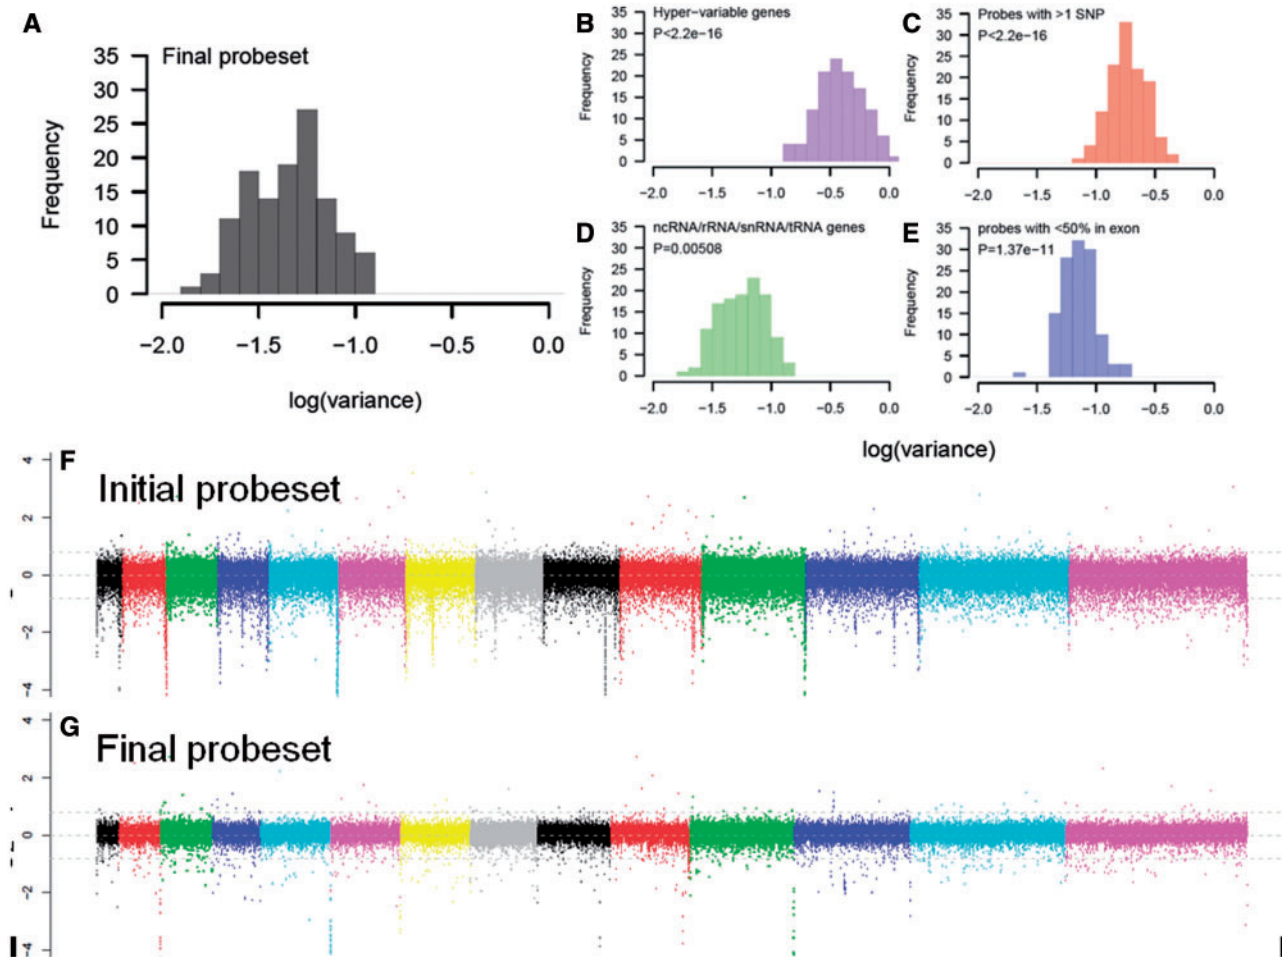 A
Final probeset
35
30
25
20
15
10
5
0
Frequency
−2.0 −1.5 −1.0 −0.5 0.0
log(variance)
B
Hyper−variable genes
P<2.2e−16
35
30
25
20
15
10
5
0
Frequency
−2.0 −1.5 −1.0 −0.5 0.0
C
Probes with >1 SNP
P<2.2e−16
35
30
25
20
15
10
5
0
Frequency
−2.0 −1.5 −1.0 −0.5 0.0
D
ncRNA/rRNA/snRNA/tRNA genes
P=0.00508
35
30
25
20
15
10
5
0
Frequency
−2.0 −1.5 −1.0 −0.5 0.0
E
probes with <50% in exon
P=1.37e−11
35
30
25
20
15
10
5
0
Frequency
−2.0 −1.5 −1.0 −0.5 0.0
log(variance)
F
Initial probeset
4
2
0
−2
−4
G
Final probeset
4
2
0
−2
−4